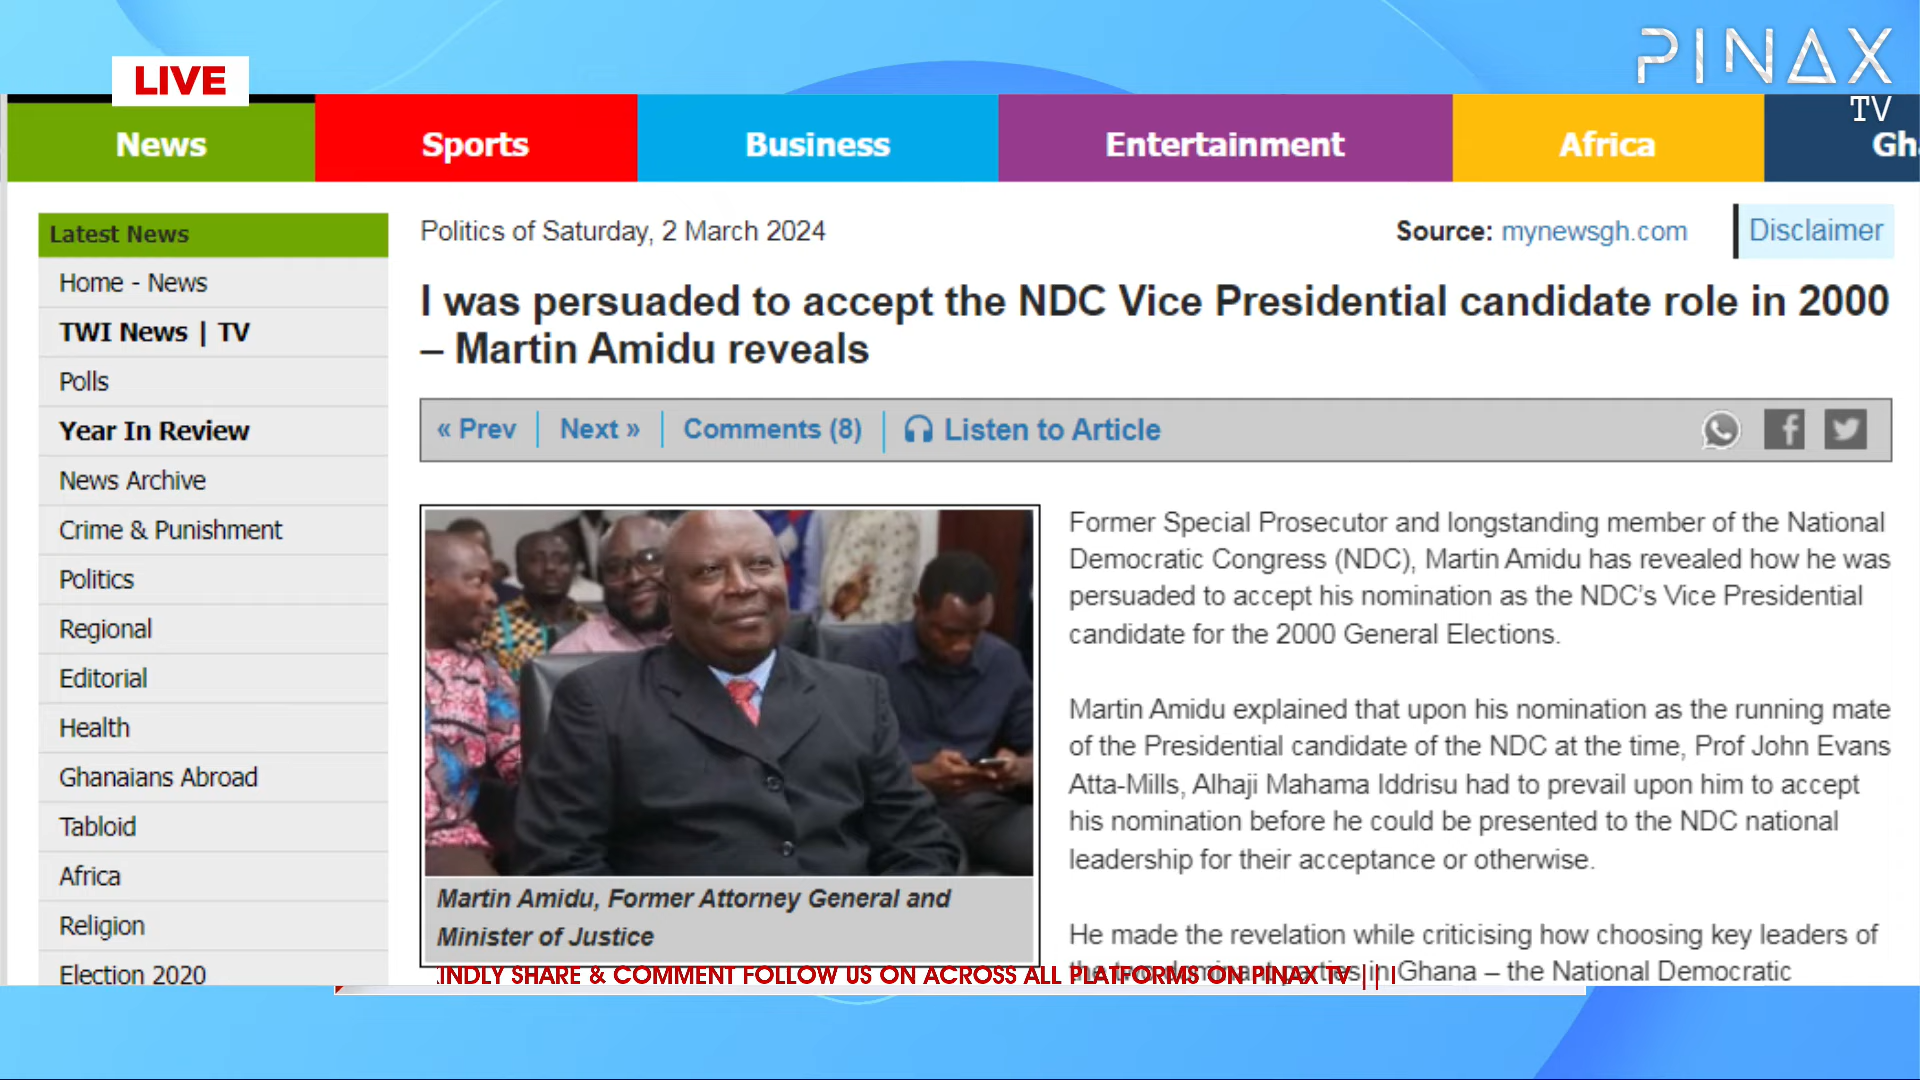 PINAX
TV
LIVE
News
Sports
Business
Entertainment
Africa
Latest News
Home - News
TWI News | TV
Polls
Year In Review
News Archive
Crime & Punishment
Politics
Regional
Editorial
Health
Ghanaians Abroad
Tabloid
Africa
Religion
Election 2020
Politics of Saturday, 2 March 2024
Source: mynewsgh.com
Disclaimer
I was persuaded to accept the NDC Vice Presidential candidate role in 2000
– Martin Amidu reveals
« Prev
Next »
Comments (8)
Listen to Article
Martin Amidu, Former Attorney General and
Minister of Justice
Former Special Prosecutor and longstanding member of the National
Democratic Congress (NDC), Martin Amidu has revealed how he was
persuaded to accept his nomination as the NDC's Vice Presidential
candidate for the 2000 General Elections.
Martin Amidu explained that upon his nomination as the running mate
of the Presidential candidate of the NDC at the time, Prof John Evans
Atta-Mills, Alhaji Mahama Iddrisu had to prevail upon him to accept
his nomination before he could be presented to the NDC national
leadership for their acceptance or otherwise.
He made the revelation while criticising how choosing key leaders of
the two dominant parties in Ghana – the National Democratic
SHARE & COMMENT FOLLOW US ON ACROSS ALL PLATFORMS ON PINAX TV ||